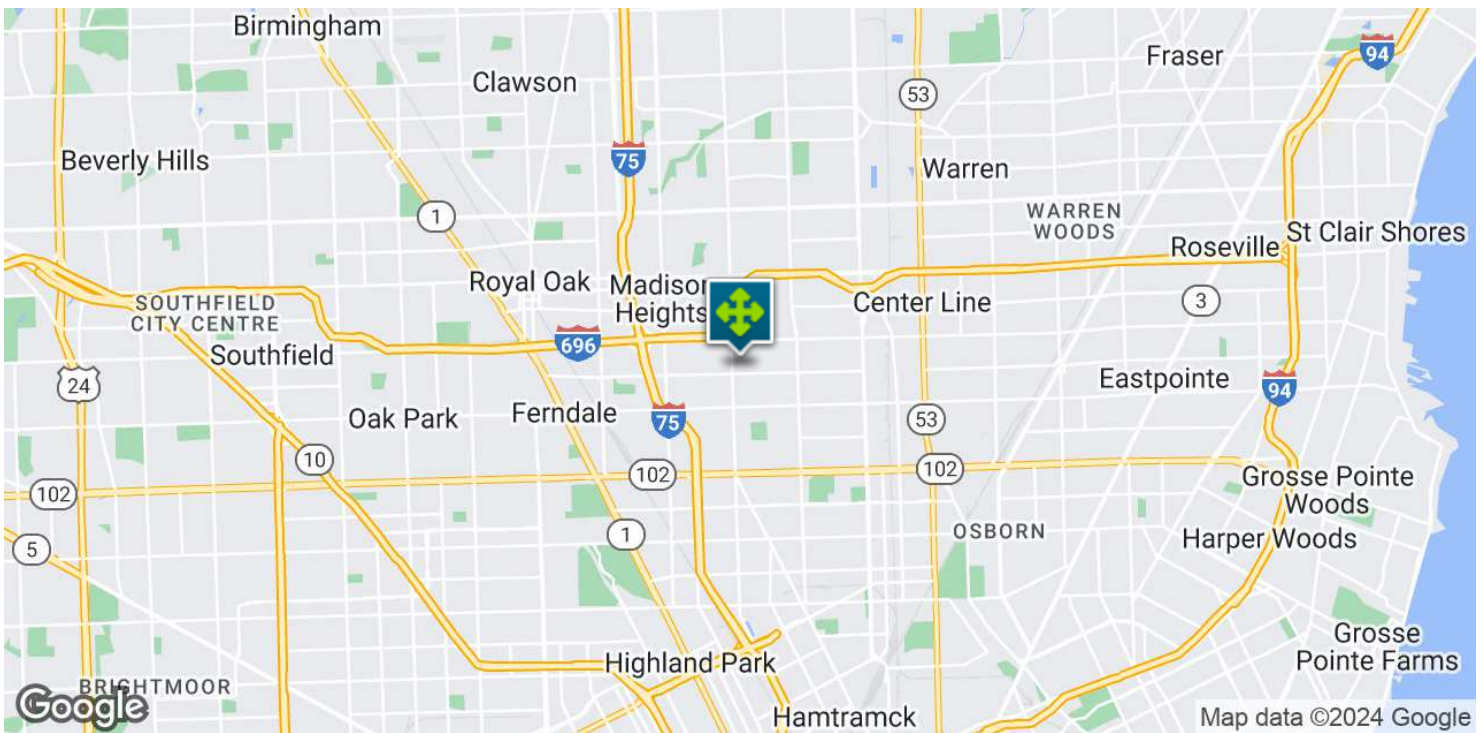 Birmingham
Clawson
Fraser
94
53
Beverly Hills
75
Warren
1
WARREN
WOODS
Roseville
St Clair Shores
Royal Oak
Madison
Heights
Center Line
3
SOUTHFIELD
CITY CENTRE
Southfield
696
24
Eastpointe
94
Oak Park
Ferndale
75
53
10
102
102
102
Grosse Pointe
Woods
5
1
OSBORN
Harper Woods
Highland Park
Grosse
Pointe Farms
BRIGHTMOOR
Google
Hamtramck
Map data ©2024 Google